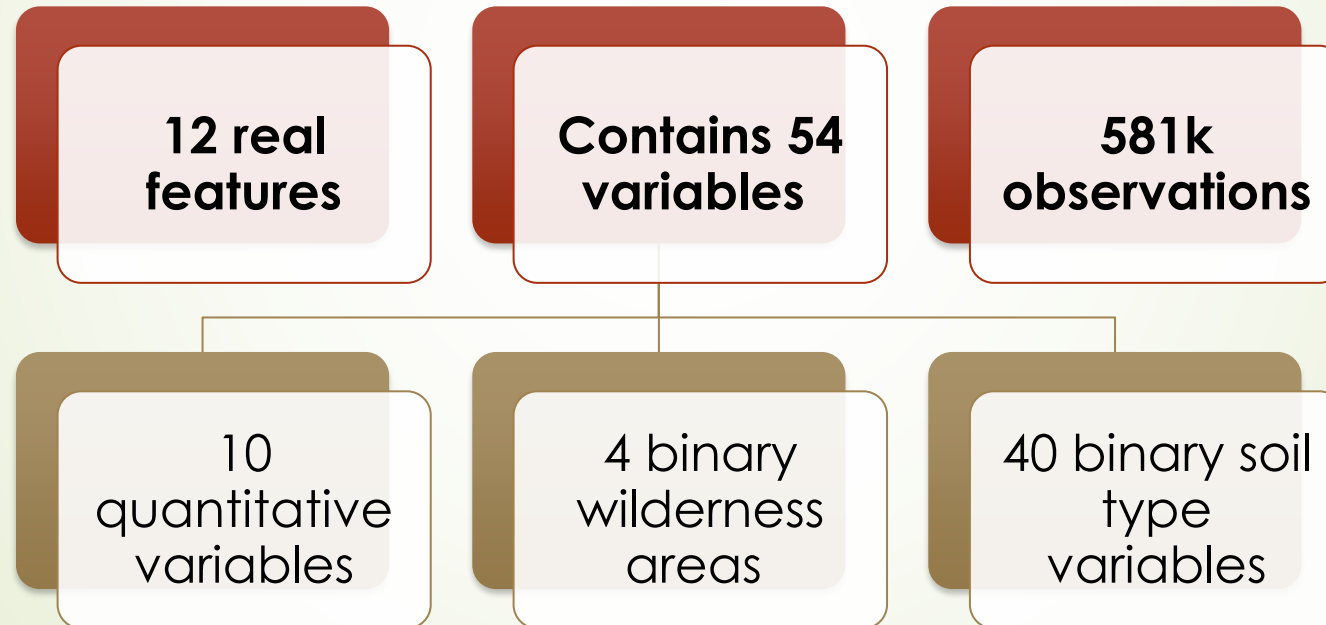 12 real
features
Contains 54
variables
581k
observations
10
quantitative
variables
4 binary
wilderness
areas
40 binary soil
type
variables